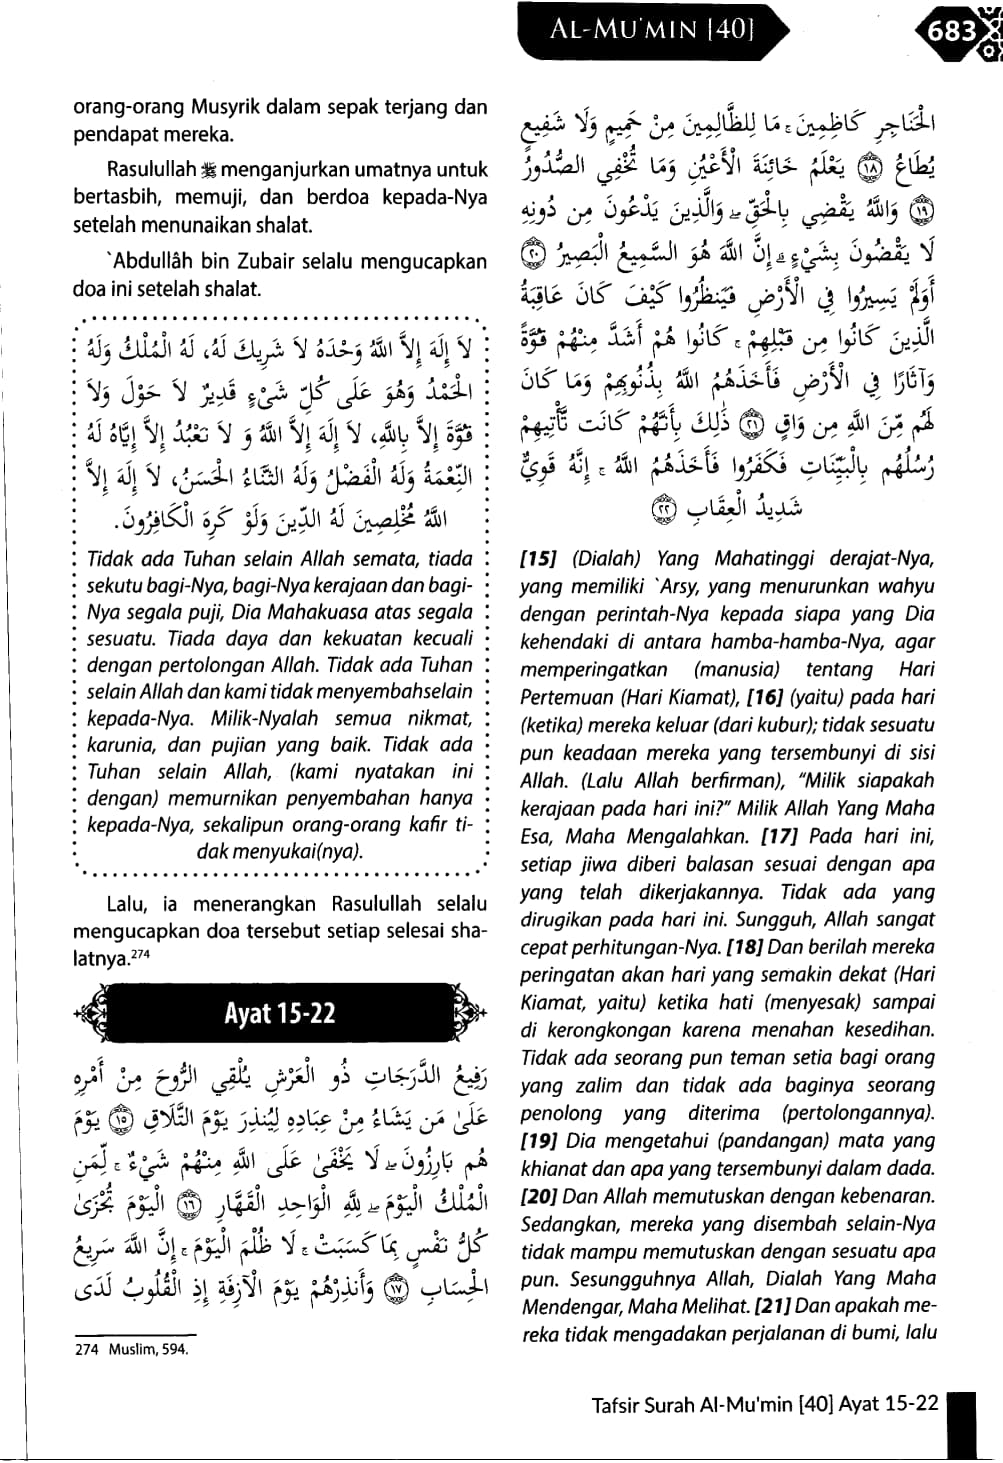 AL-MU'MIN [40]
683
orang-orang Musyrik dalam sepak terjang dan
pendapat mereka.
Rasulullah ﷺ menganjurkan umatnya untuk
bertasbih, memuji, dan berdoa kepada-Nya
setelah menunaikan shalat.
`Abdullâh bin Zubair selalu mengucapkan
doa ini setelah shalat.
لاَ إِلَهَ إِلاَّ اللهُ وَحْدَهُ لاَ شَرِيكَ لَهُ، لَهُ الْمُلْكُ وَلَهُ
الْحَمْدُ وَهُوَ عَلَى كُلِّ شَيْءٍ قَدِيرٌ لاَ حَوْلَ وَلاَ
قُوَّةَ إِلاَّ بِاللهِ، لاَ إِلَهَ إِلاَّ اللهُ وَ لاَ نَعْبُدُ إِلاَّ إِيَّاهُ لَهُ
النِّعْمَةُ وَلَهُ الْفَضْلُ وَلَهُ الثَّنَاءُ الْحَسَنُ، لاَ إِلَهَ إِلاَّ
اللهُ مُخْلِصِينَ لَهُ الدِّينَ وَلَوْ كَرِهَ الْكَافِرُونَ.
Tidak ada Tuhan selain Allah semata, tiada
sekutu bagi-Nya, bagi-Nya kerajaan dan bagi-
Nya segala puji, Dia Mahakuasa atas segala
sesuatu. Tiada daya dan kekuatan kecuali
dengan pertolongan Allah. Tidak ada Tuhan
selain Allah dan kami tidak menyembahselain
kepada-Nya. Milik-Nyalah semua nikmat,
karunia, dan pujian yang baik. Tidak ada
Tuhan selain Allah, (kami nyatakan ini
dengan) memurnikan penyembahan hanya
kepada-Nya, sekalipun orang-orang kafir ti-
dak menyukai(nya).
Lalu, ia menerangkan Rasulullah selalu
mengucapkan doa tersebut setiap selesai sha-
latnya.²⁷⁴
Ayat 15-22
رَفِيعُ الدَّرَجَاتِ ذُو الْعَرْشِ يُلْقِي الرُّوحَ مِنْ أَمْرِهِ
عَلَىٰ مَن يَشَاءُ مِنْ عِبَادِهِ لِيُنذِرَ يَوْمَ التَّلَاقِ ﴿١٥﴾ يَوْمَ
هُم بَارِزُونَ ۖ لَا يَخْفَىٰ عَلَى اللَّهِ مِنْهُمْ شَيْءٌ ۚ لِّمَنِ
الْمُلْكُ الْيَوْمَ ۖ لِلَّهِ الْوَاحِدِ الْقَهَّارِ ﴿١٦﴾ الْيَوْمَ تُجْزَىٰ
كُلُّ نَفْسٍ بِمَا كَسَبَتْ ۚ لَا ظُلْمَ الْيَوْمَ ۚ إِنَّ اللَّهَ سَرِيعُ
الْحِسَابِ ﴿١٧﴾ وَأَنذِرْهُمْ يَوْمَ الْآزِفَةِ إِذِ الْقُلُوبُ لَدَى
274 Muslim, 594.
الْحَنَاجِرِ كَاظِمِينَ ۚ مَا لِلظَّالِمِينَ مِنْ حَمِيمٍ وَلَا شَفِيعٍ
يُطَاعُ ﴿١٨﴾ يَعْلَمُ خَائِنَةَ الْأَعْيُنِ وَمَا تُخْفِي الصُّدُورُ
﴿١٩﴾ وَاللَّهُ يَقْضِي بِالْحَقِّ ۖ وَالَّذِينَ يَدْعُونَ مِن دُونِهِ
لَا يَقْضُونَ بِشَيْءٍ ۗ إِنَّ اللَّهَ هُوَ السَّمِيعُ الْبَصِيرُ ﴿٢٠﴾
أَوَلَمْ يَسِيرُوا فِي الْأَرْضِ فَيَنظُرُوا كَيْفَ كَانَ عَاقِبَةُ
الَّذِينَ كَانُوا مِن قَبْلِهِمْ ۚ كَانُوا هُمْ أَشَدَّ مِنْهُمْ قُوَّةً
وَآثَارًا فِي الْأَرْضِ فَأَخَذَهُمُ اللَّهُ بِذُنُوبِهِمْ وَمَا كَانَ
لَهُم مِّنَ اللَّهِ مِن وَاقٍ ﴿٢١﴾ ذَٰلِكَ بِأَنَّهُمْ كَانَت تَّأْتِيهِمْ
رُسُلُهُم بِالْبَيِّنَاتِ فَكَفَرُوا فَأَخَذَهُمُ اللَّهُ ۚ إِنَّهُ قَوِيٌّ
شَدِيدُ الْعِقَابِ ﴿٢٢﴾
[15] (Dialah) Yang Mahatinggi derajat-Nya,
yang memiliki `Arsy, yang menurunkan wahyu
dengan perintah-Nya kepada siapa yang Dia
kehendaki di antara hamba-hamba-Nya, agar
memperingatkan (manusia) tentang Hari
Pertemuan (Hari Kiamat), [16] (yaitu) pada hari
(ketika) mereka keluar (dari kubur); tidak sesuatu
pun keadaan mereka yang tersembunyi di sisi
Allah. (Lalu Allah berfirman), "Milik siapakah
kerajaan pada hari ini?" Milik Allah Yang Maha
Esa, Maha Mengalahkan. [17] Pada hari ini,
setiap jiwa diberi balasan sesuai dengan apa
yang telah dikerjakannya. Tidak ada yang
dirugikan pada hari ini. Sungguh, Allah sangat
cepat perhitungan-Nya. [18] Dan berilah mereka
peringatan akan hari yang semakin dekat (Hari
Kiamat, yaitu) ketika hati (menyesak) sampai
di kerongkongan karena menahan kesedihan.
Tidak ada seorang pun teman setia bagi orang
yang zalim dan tidak ada baginya seorang
penolong yang diterima (pertolongannya).
[19] Dia mengetahui (pandangan) mata yang
khianat dan apa yang tersembunyi dalam dada.
[20] Dan Allah memutuskan dengan kebenaran.
Sedangkan, mereka yang disembah selain-Nya
tidak mampu memutuskan dengan sesuatu apa
pun. Sesungguhnya Allah, Dialah Yang Maha
Mendengar, Maha Melihat. [21] Dan apakah me-
reka tidak mengadakan perjalanan di bumi, lalu
Tafsir Surah Al-Mu'min [40] Ayat 15-22